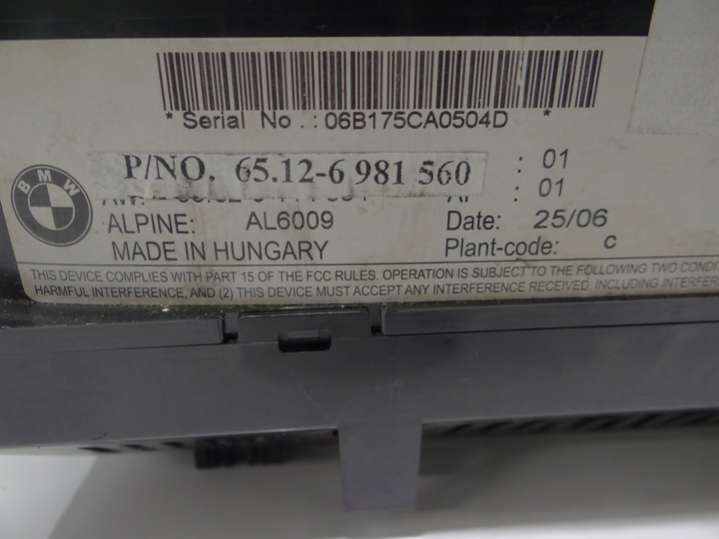 * Serial No.: 06B175CA0504D *
P/NO. 65.12-6 981 560 : 01
BMW : 01
ALPINE: AL6009 Date: 25/06
MADE IN HUNGARY Plant-code: C
THIS DEVICE COMPLIES WITH PART 15 OF THE FCC RULES. OPERATION IS SUBJECT TO THE FOLLOWING TWO
HARMFUL INTERFERENCE, AND (2) THIS DEVICE MUST ACCEPT ANY INTERFERENCE RECEIVED, INCLUDING